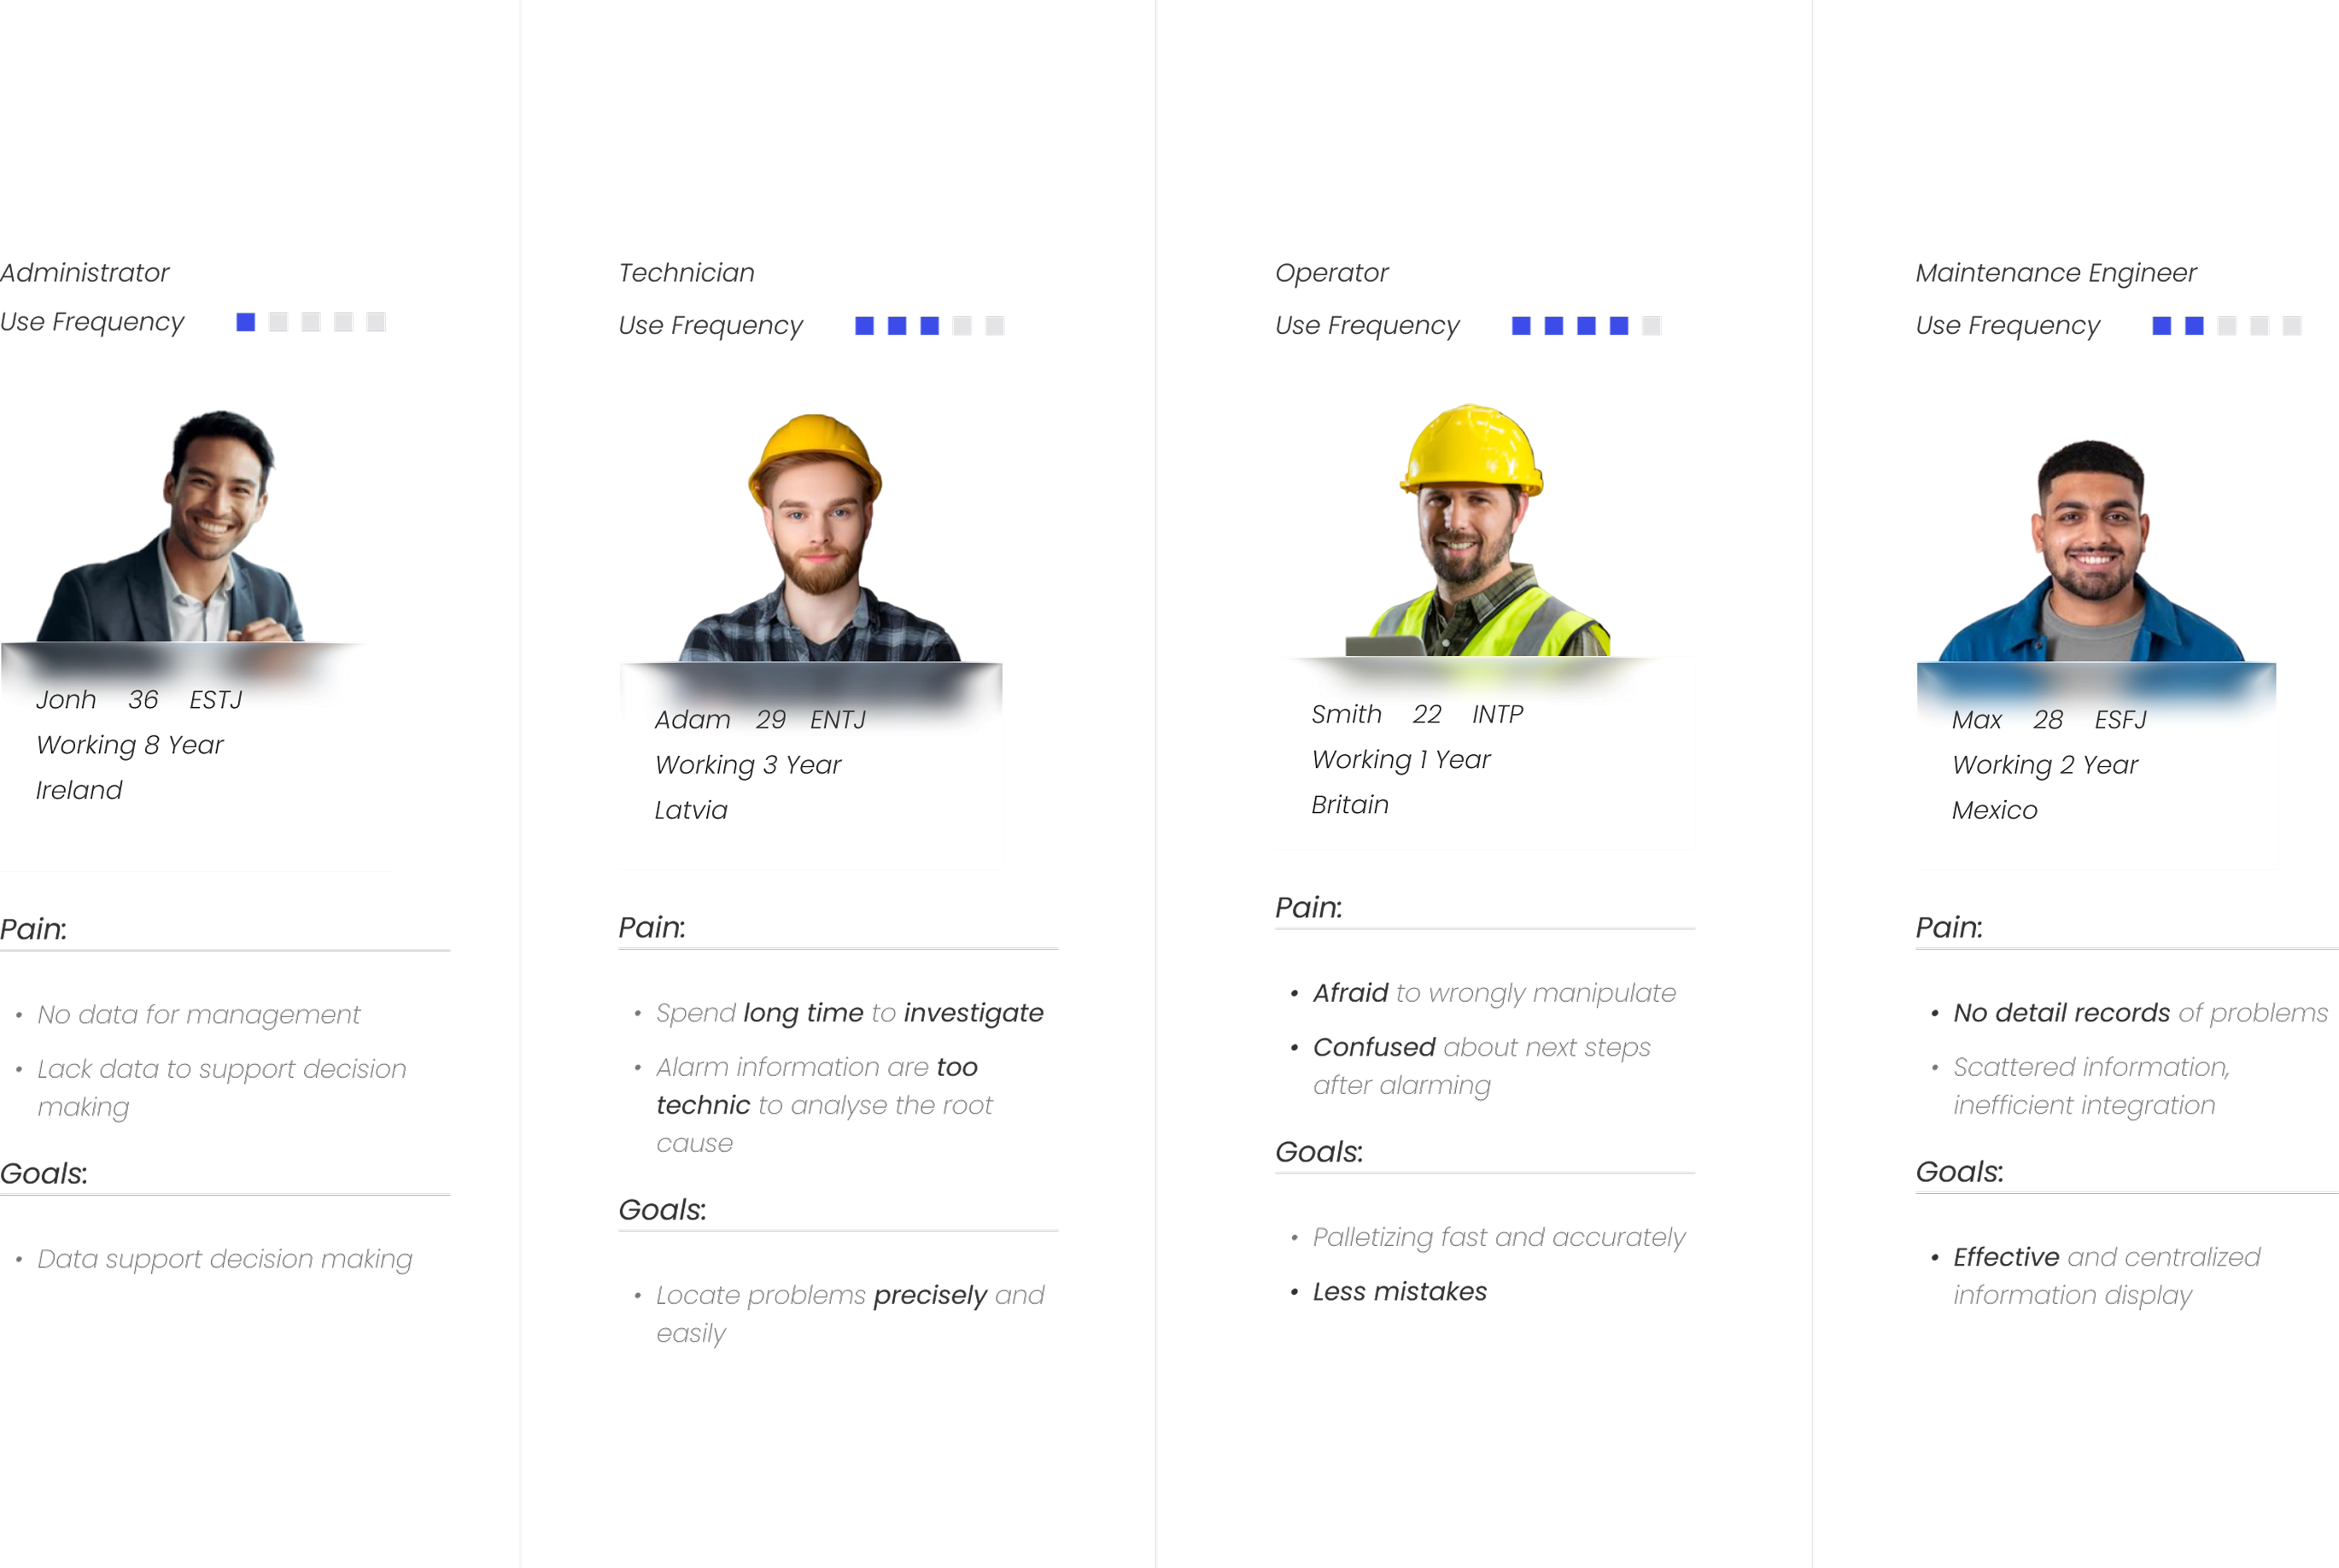 Administrator
Use Frequency
Jonh 36 ESTJ
Working 8 Year
Ireland
Pain:
• No data for management
• Lack data to support decision
making
Goals:
• Data support decision making
Technician
Use Frequency
Adam 29 ENTJ
Working 3 Year
Latvia
Pain:
• Spend long time to investigate
• Alarm information are too
technic to analyse the root
cause
Goals:
• Locate problems precisely and
easily
Operator
Use Frequency
Smith 22 INTP
Working 1 Year
Britain
Pain:
• Afraid to wrongly manipulate
• Confused about next steps
after alarming
Goals:
• Palletizing fast and accurately
• Less mistakes
Maintenance Engineer
Use Frequency
Max 28 ESFJ
Working 2 Year
Mexico
Pain:
• No detail records of problems
• Scattered information,
inefficient integration
Goals:
• Effective and centralized
information display